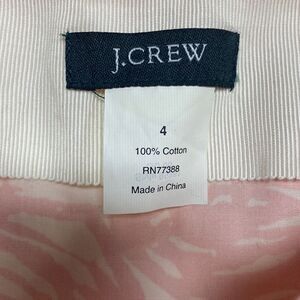 J.CREW
4
100% Cotton
RN77388
Made in China